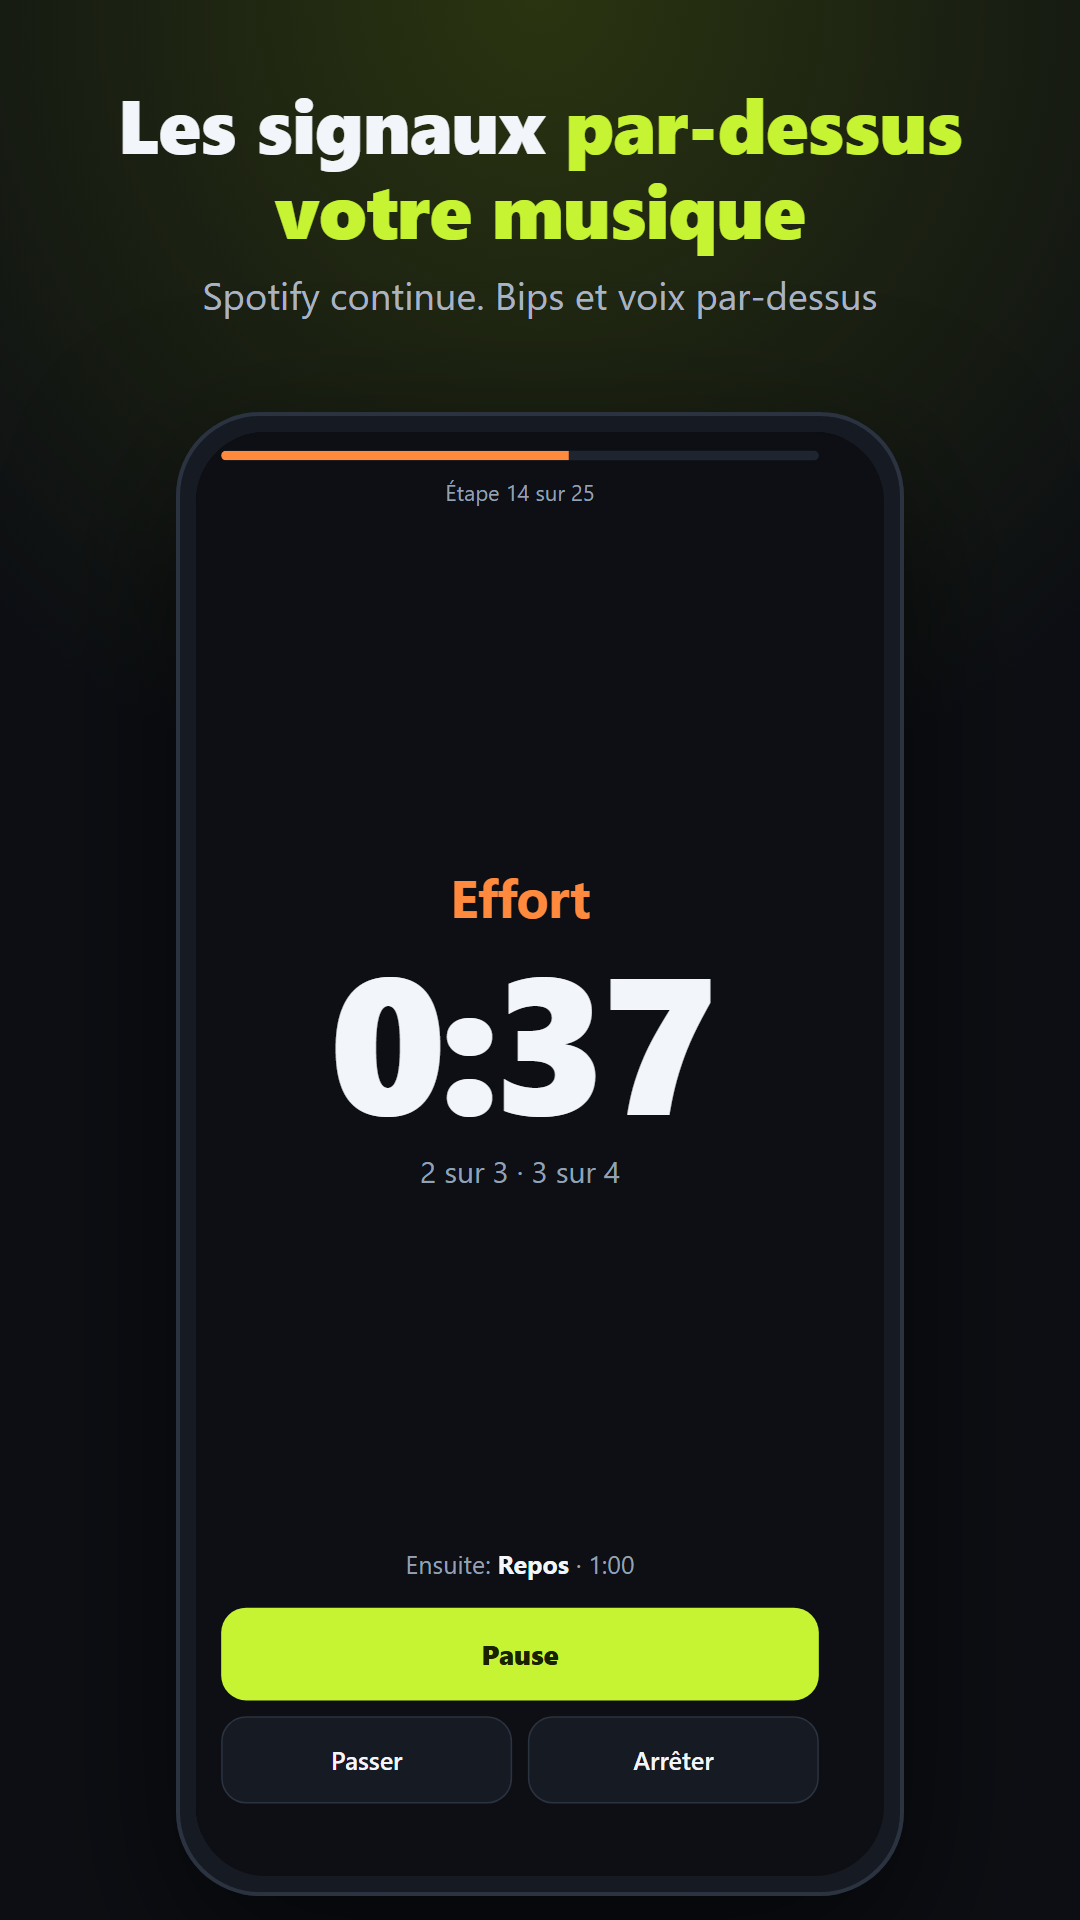 Les signaux par-dessus
votre musique
Spotify continue. Bips et voix par-dessus
Étape 14 sur 25
Effort
0:37
2 sur 3 · 3 sur 4
Ensuite: Repos · 1:00
Pause
Passer
Arrêter